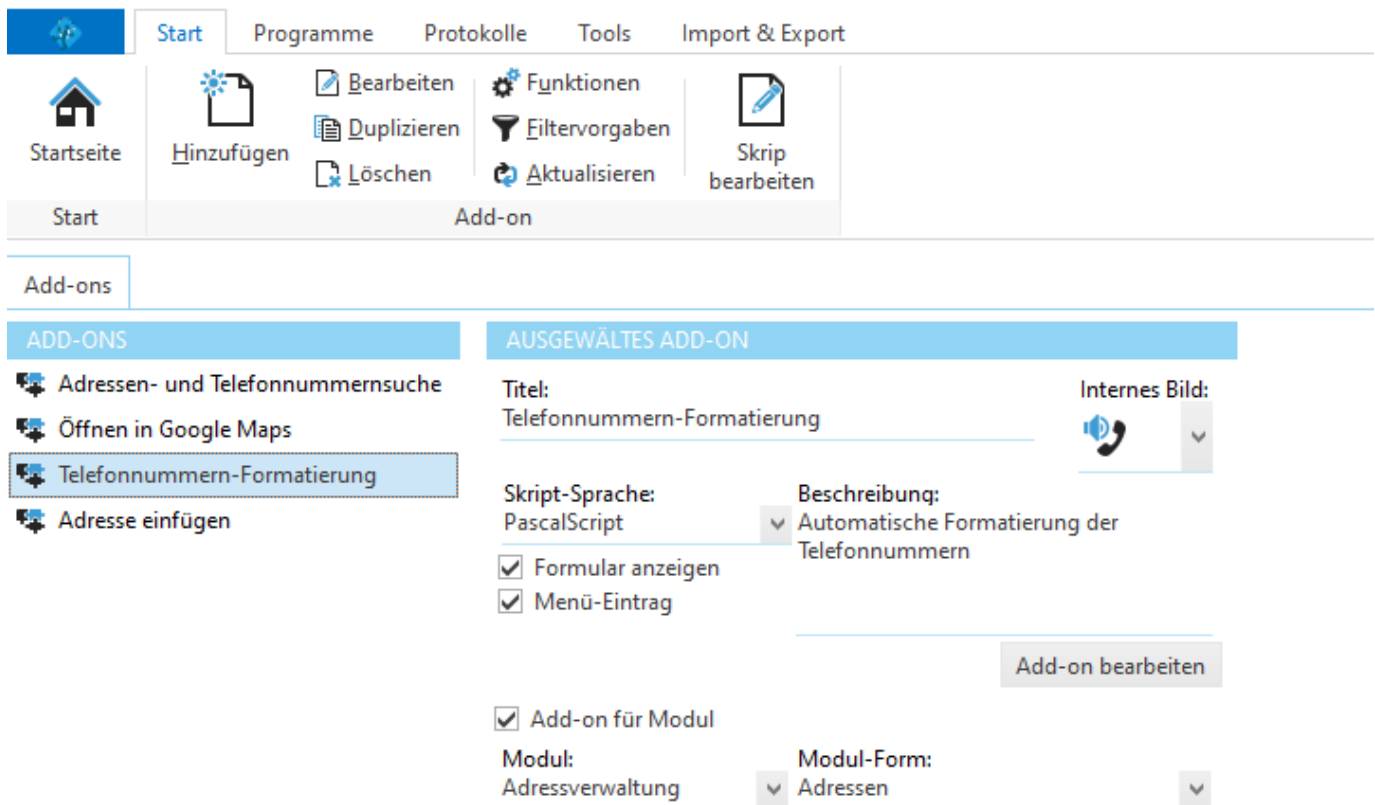 Start Programme Protokolle Tools Import & Export
Startseite
Hinzufügen
Bearbeiten
Duplizieren
Löschen
Funktionen
Filtervorgaben
Aktualisieren
Skrip
bearbeiten
Start Add-on
Add-ons
ADD-ONS
Adressen- und Telefonnummernsuche
Öffnen in Google Maps
Telefonnummern-Formatierung
Adresse einfügen
AUSGEWÄLTES ADD-ON
Titel:
Telefonnummern-Formatierung
Internes Bild:
Skript-Sprache:
PascalScript
Beschreibung:
Automatische Formatierung der
Telefonnummern
Formular anzeigen
Menü-Eintrag
Add-on bearbeiten
Add-on für Modul
Modul:
Adressverwaltung
Modul-Form:
Adressen